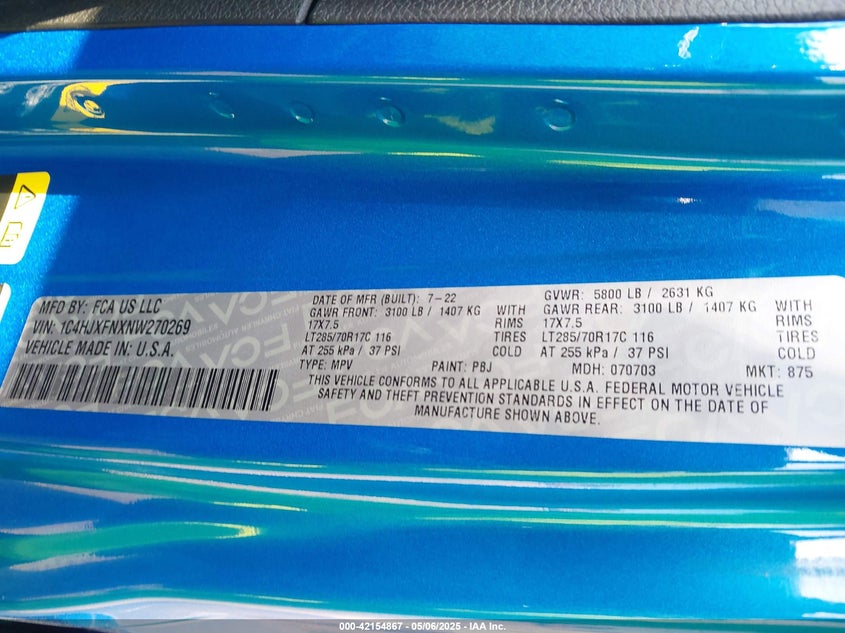 MFD BY: FCA US LLC
VIN: 1C4HJXFNXNW270269
VEHICLE MADE IN: U.S.A.
DATE OF MFR (BUILT): 7-22
GAWR FRONT: 3100 LB / 1407 KG WITH
17X7.5 RIMS
LT285/70R17C 116 TIRES
AT 255 kPa / 37 PSI COLD
GVWR: 5800 LB / 2631 KG
GAWR REAR: 3100 LB / 1407 KG WITH
17X7.5 RIMS
LT285/70R17C 116 TIRES
AT 255 kPa / 37 PSI COLD
TYPE: MPV PAINT: PBJ MDH: 070703 MKT: 875
THIS VEHICLE CONFORMS TO ALL APPLICABLE U.S.A. FEDERAL MOTOR VEHICLE
SAFETY AND THEFT PREVENTION STANDARDS IN EFFECT ON THE DATE OF
MANUFACTURE SHOWN ABOVE.
000-42154867 - 05/06/2025 - IAA Inc.